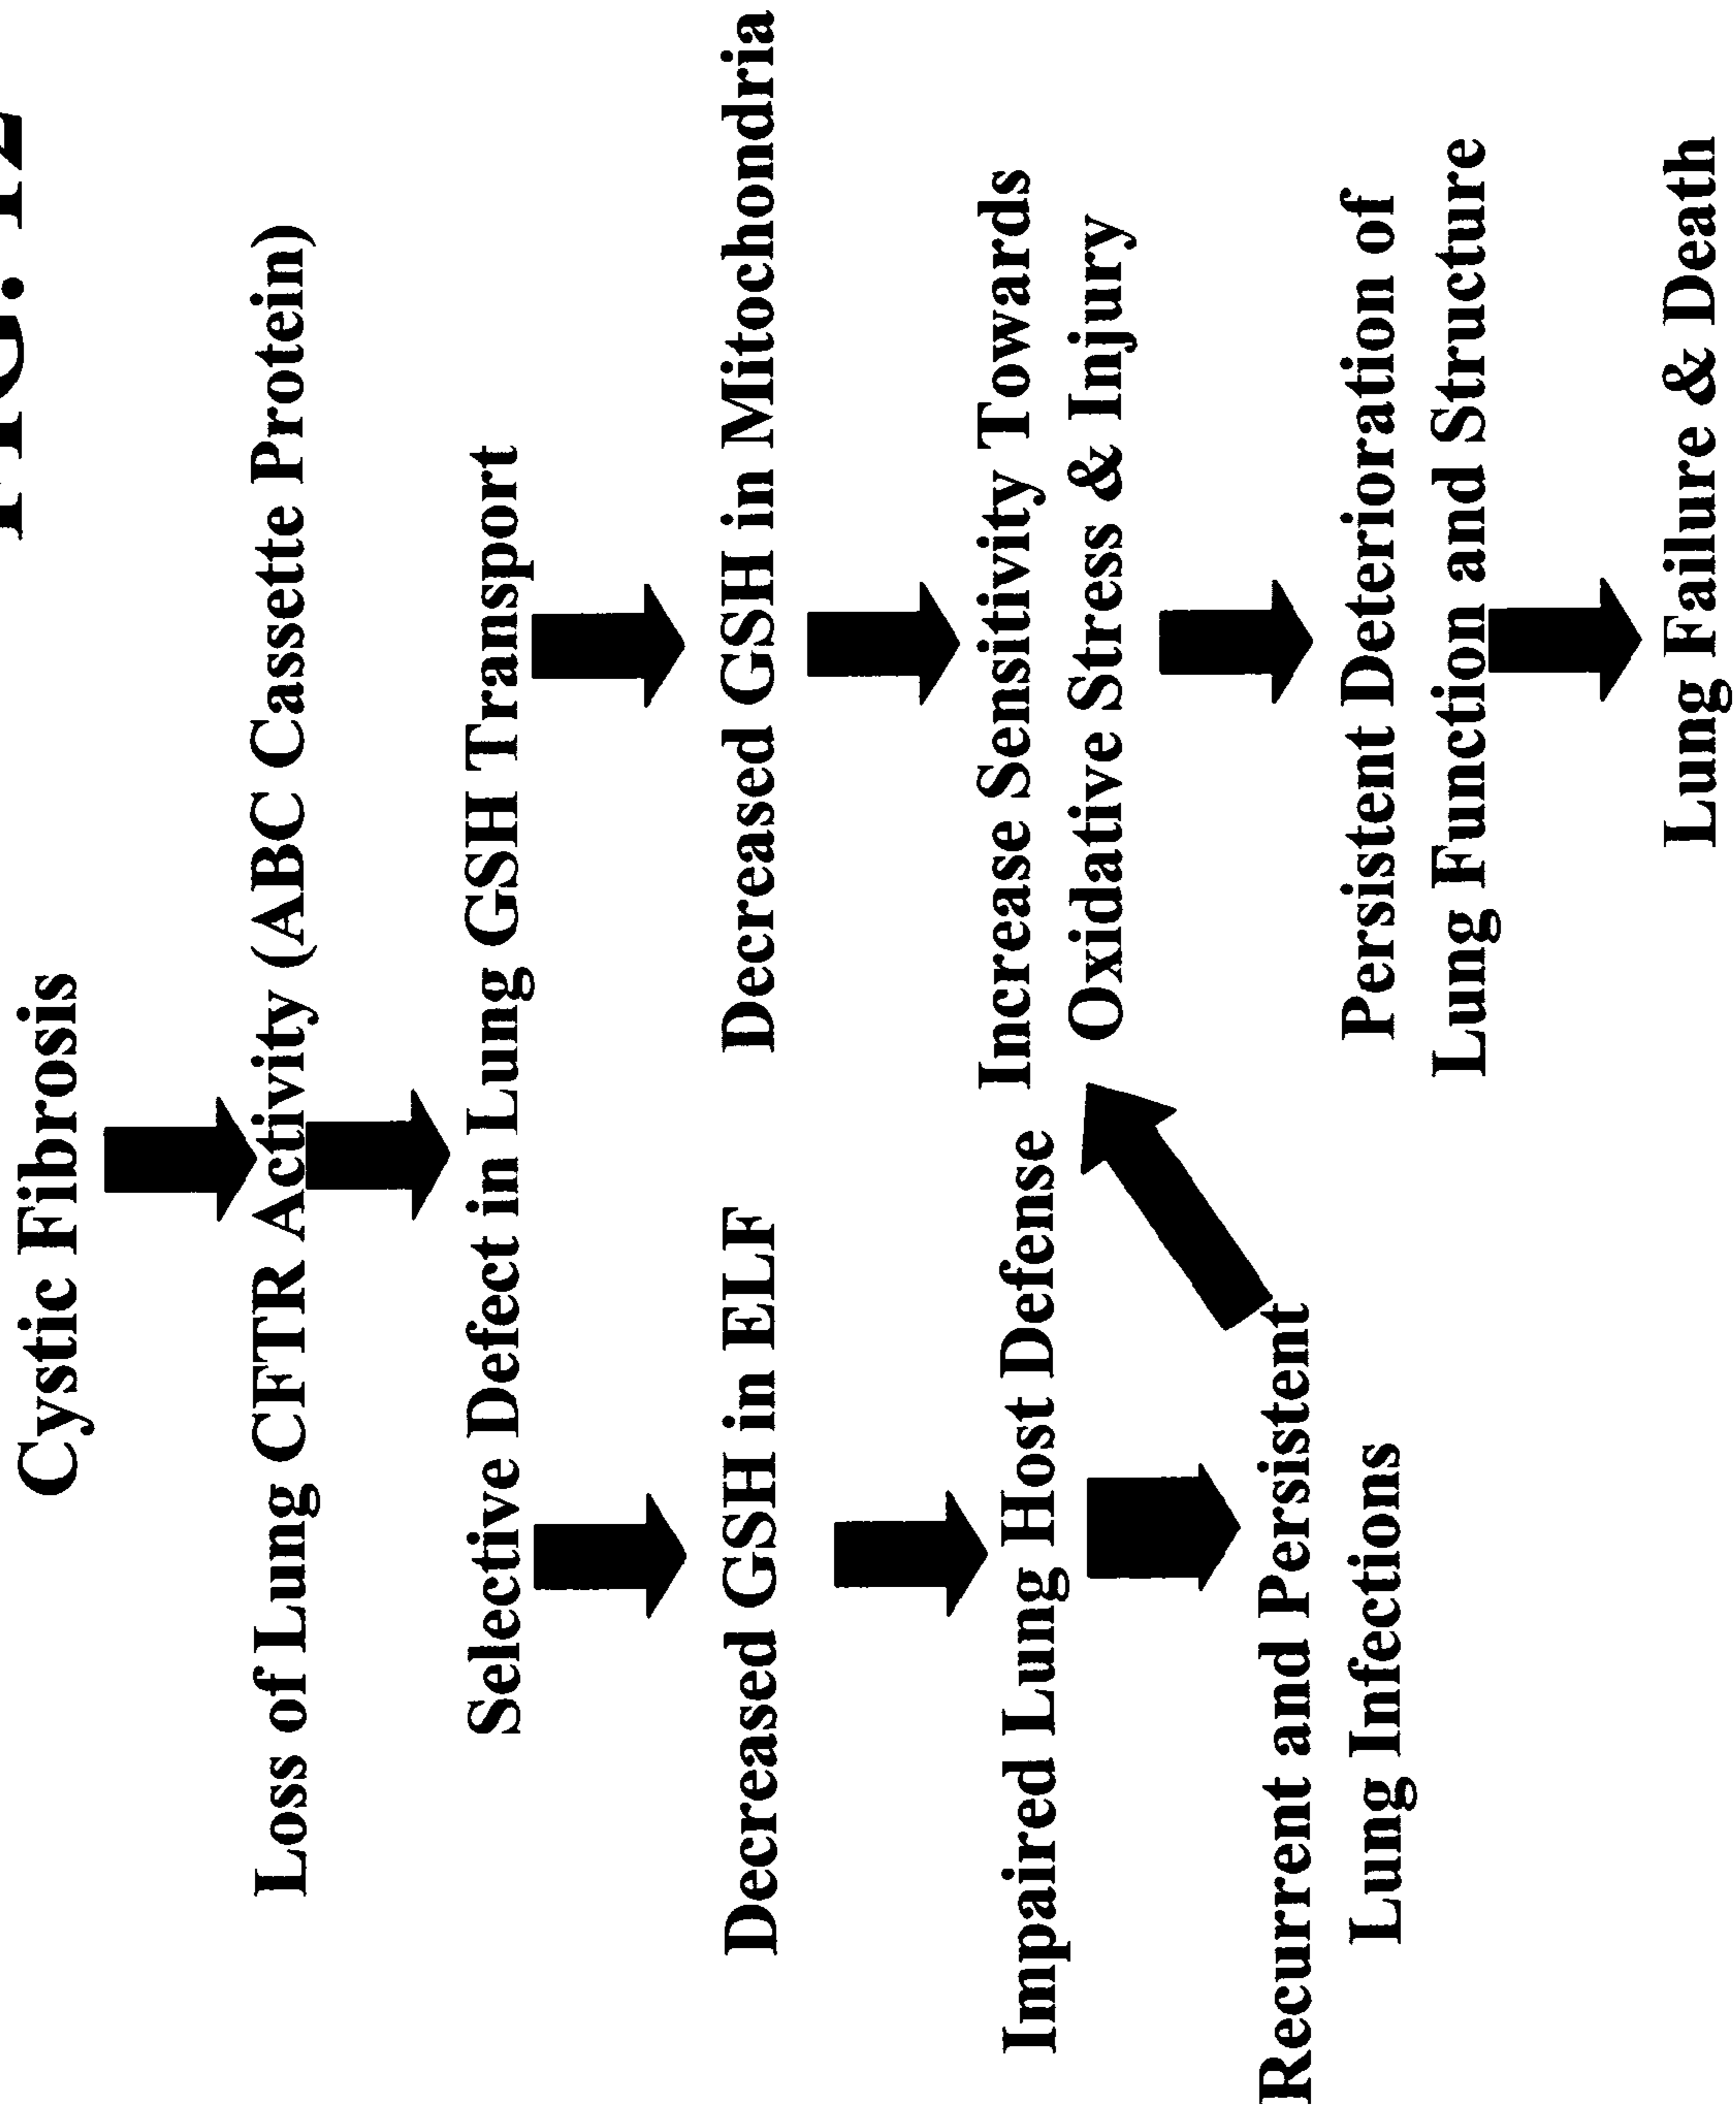 FIG. 12
Cystic Fibrosis
Loss of Lung CFTR Activity (ABC Cassette Protein)
Selective Defect in Lung GSH Transport
Decreased GSH in ELF
Decreased GSH in Mitochondria
Impaired Lung Host Defense
Increase Sensitivity Towards
Oxidative Stress & Injury
Recurrent and Persistent
Lung Infections
Persistent Deterioration of
Lung Function and Structure
Lung Failure & Death